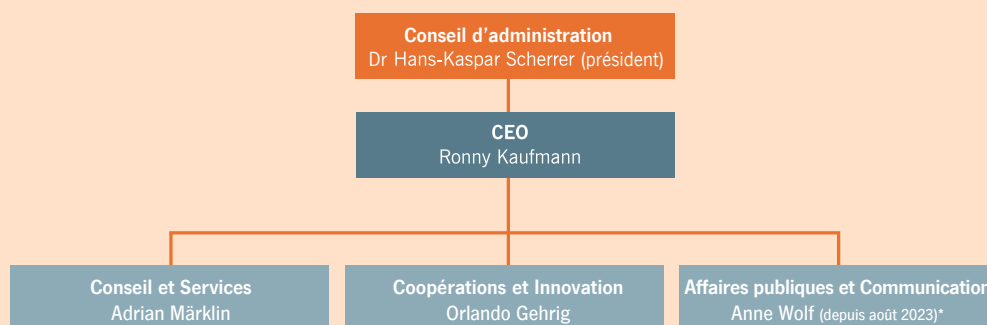 Conseil d’administration
Dr Hans-Kaspar Scherrer (président)
CEO
Ronny Kaufmann
Conseil et Services
Adrian Märklin
Coopérations et Innovation
Orlando Gehrig
Affaires publiques et Communication
Anne Wolf (depuis août 2023)*